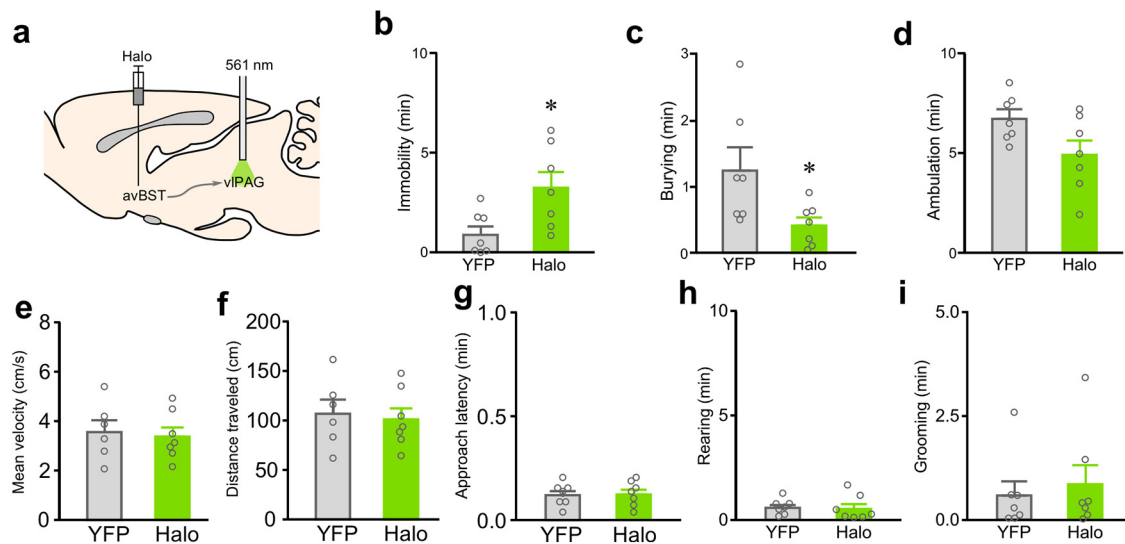 a
Halo
561 nm
avBST
vlPAG
b
Immobility (min)
10
5
0
*
YFP
Halo
c
Burying (min)
3
2
1
0
*
YFP
Halo
d
Ambulation (min)
10
5
0
YFP
Halo
e
Mean velocity (cm/s)
8
6
4
2
0
YFP
Halo
f
Distance traveled (cm)
200
150
100
50
0
YFP
Halo
g
Approach latency (min)
1.0
0.5
0.0
YFP
Halo
h
Rearing (min)
10
5
0
YFP
Halo
i
Grooming (min)
5.0
2.5
0.0
YFP
Halo